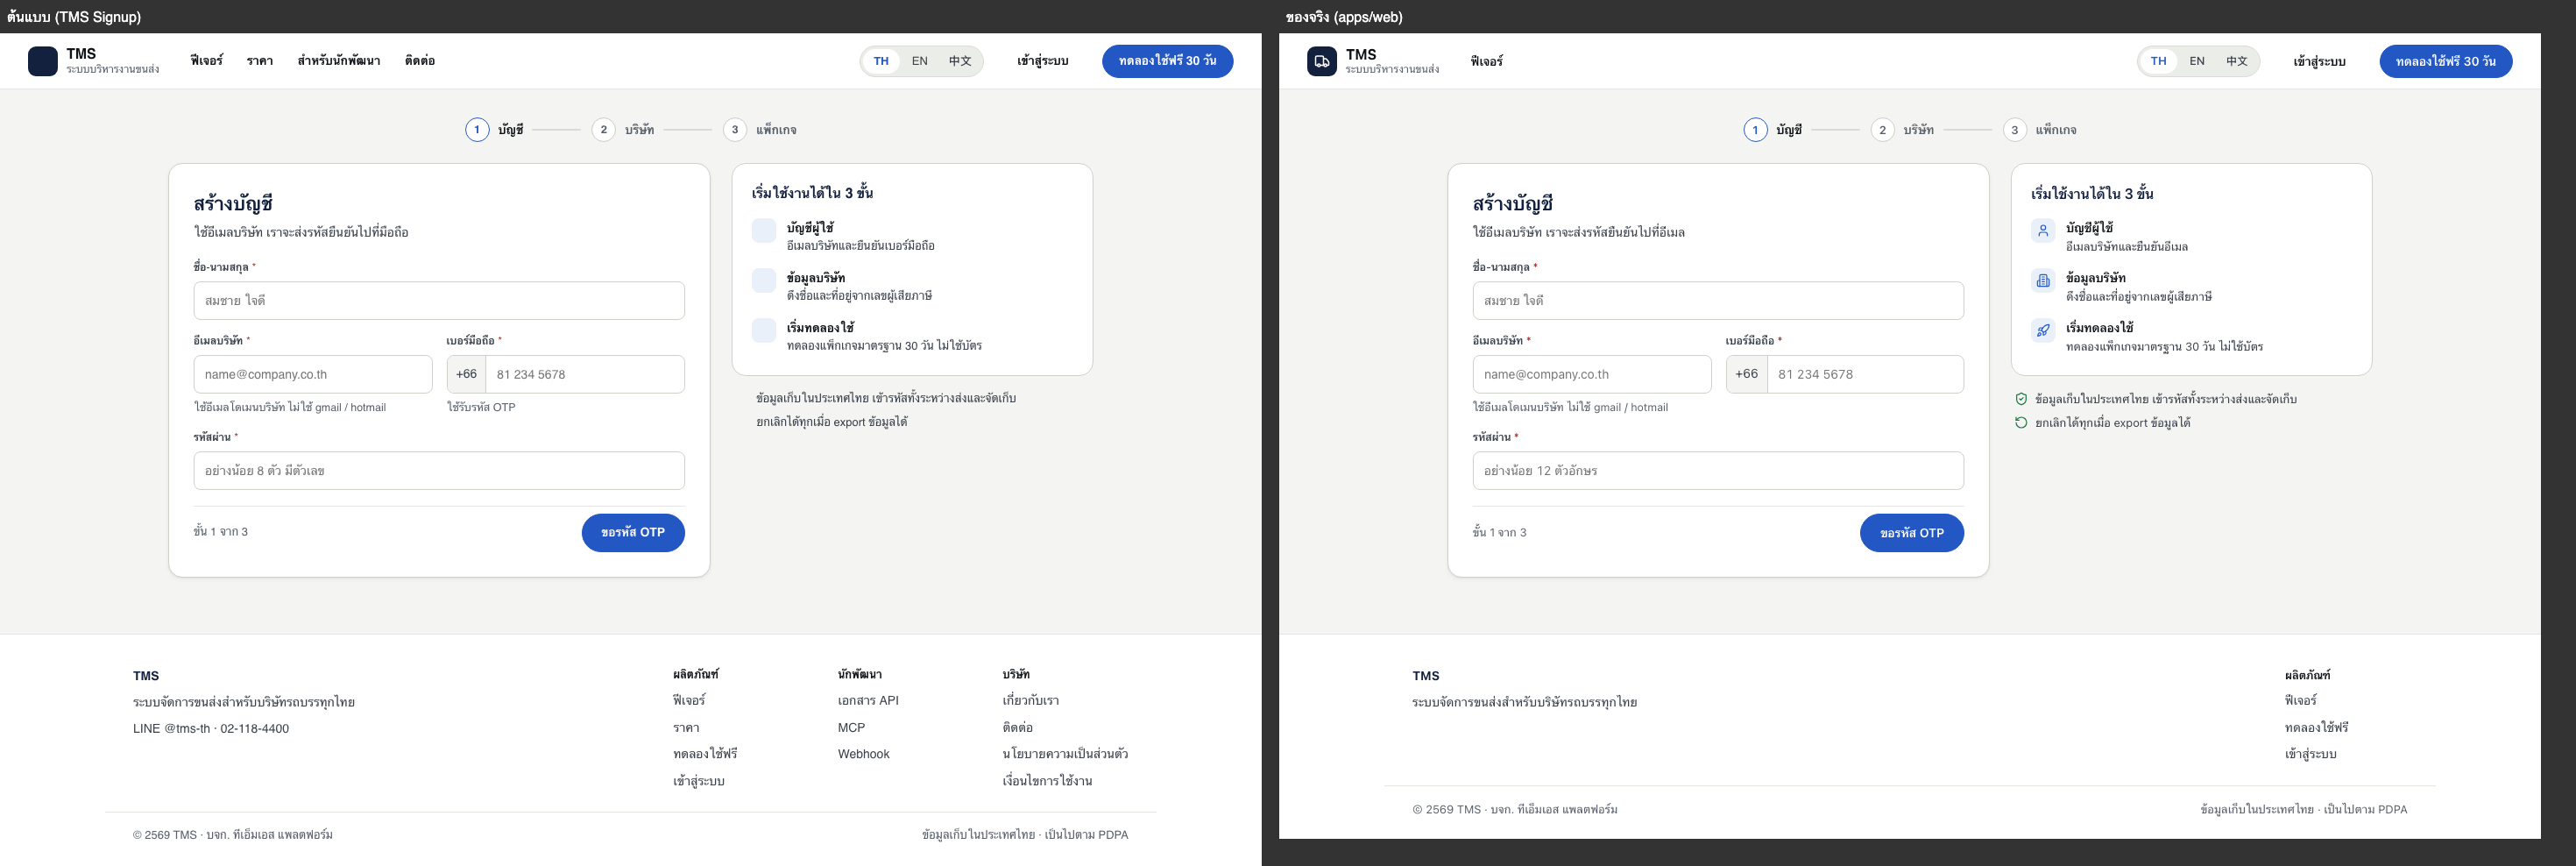 ต้นแบบ (TMS Signup)
TMS
ระบบบริหารงานขนส่ง
ฟีเจอร์ ราคา สำหรับนักพัฒนา ติดต่อ
TH EN 中文
เข้าสู่ระบบ
ทดลองใช้ฟรี 30 วัน
1 บัญชี 2 บริษัท 3 แพ็กเกจ
สร้างบัญชี
ใช้อีเมลบริษัท เราจะส่งรหัสยืนยันไปที่มือถือ
ชื่อ-นามสกุล *
สมชาย ใจดี
อีเมลบริษัท * เบอร์มือถือ *
name@company.co.th +66 81 234 5678
ใช้อีเมลโดเมนบริษัท ไม่ใช้ gmail / hotmail ใช้รับรหัส OTP
รหัสผ่าน *
อย่างน้อย 8 ตัว มีตัวเลข
ขั้น 1 จาก 3 ขอรหัส OTP
เริ่มใช้งานได้ใน 3 ขั้น
บัญชีผู้ใช้
อีเมลบริษัทและยืนยันเบอร์มือถือ
ข้อมูลบริษัท
ดึงชื่อและที่อยู่จากเลขผู้เสียภาษี
เริ่มทดลองใช้
ทดลองแพ็กเกจมาตรฐาน 30 วัน ไม่ใช้บัตร
ข้อมูลเก็บในประเทศไทย เข้ารหัสทั้งระหว่างส่งและจัดเก็บ
ยกเลิกได้ทุกเมื่อ export ข้อมูลได้
TMS
ระบบจัดการขนส่งสำหรับบริษัทรถบรรทุกไทย
LINE @tms-th · 02-118-4400
ผลิตภัณฑ์
ฟีเจอร์
ราคา
ทดลองใช้ฟรี
เข้าสู่ระบบ
นักพัฒนา
เอกสาร API
MCP
Webhook
บริษัท
เกี่ยวกับเรา
ติดต่อ
นโยบายความเป็นส่วนตัว
เงื่อนไขการใช้งาน
© 2569 TMS · บจก. ทีเอ็มเอส แพลตฟอร์ม
ข้อมูลเก็บในประเทศไทย · เป็นไปตาม PDPA
ของจริง (apps/web)
TMS
ระบบบริหารงานขนส่ง
ฟีเจอร์
TH EN 中文
เข้าสู่ระบบ
ทดลองใช้ฟรี 30 วัน
1 บัญชี 2 บริษัท 3 แพ็กเกจ
สร้างบัญชี
ใช้อีเมลบริษัท เราจะส่งรหัสยืนยันไปที่อีเมล
ชื่อ-นามสกุล *
สมชาย ใจดี
อีเมลบริษัท * เบอร์มือถือ *
name@company.co.th +66 81 234 5678
ใช้อีเมลโดเมนบริษัท ไม่ใช้ gmail / hotmail
รหัสผ่าน *
อย่างน้อย 12 ตัวอักษร
ขั้น 1 จาก 3 ขอรหัส OTP
เริ่มใช้งานได้ใน 3 ขั้น
บัญชีผู้ใช้
อีเมลบริษัทและยืนยันอีเมล
ข้อมูลบริษัท
ดึงชื่อและที่อยู่จากเลขผู้เสียภาษี
เริ่มทดลองใช้
ทดลองแพ็กเกจมาตรฐาน 30 วัน ไม่ใช้บัตร
ข้อมูลเก็บในประเทศไทย เข้ารหัสทั้งระหว่างส่งและจัดเก็บ
ยกเลิกได้ทุกเมื่อ export ข้อมูลได้
TMS
ระบบจัดการขนส่งสำหรับบริษัทรถบรรทุกไทย
ผลิตภัณฑ์
ฟีเจอร์
ทดลองใช้ฟรี
เข้าสู่ระบบ
© 2569 TMS · บจก. ทีเอ็มเอส แพลตฟอร์ม
ข้อมูลเก็บในประเทศไทย · เป็นไปตาม PDPA